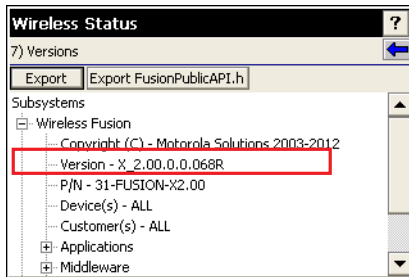 Wireless Status ?
7) Versions
Export Export FusionPublicAPI.h
Subsystems
Wireless Fusion
Copyright (C) - Motorola Solutions 2003-2012
Version - X_2.00.0.0.068R
P/N - 31-FUSION-X2.00
Device(s) - ALL
Customer(s) - ALL
Applications
Middleware